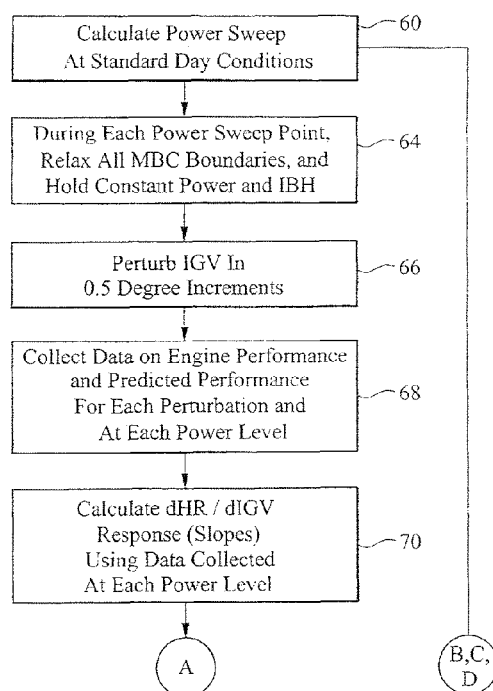 Calculate Power Sweep
At Standard Day Conditions
60
During Each Power Sweep Point,
Relax All MBC Boundaries, and
Hold Constant Power and IBH
64
Perturb IGV In
0.5 Degree Increments
66
Collect Data on Engine Performance
and Predicted Performance
For Each Perturbation and
At Each Power Level
68
Calculate dHR / dIGV
Response (Slopes)
Using Data Collected
At Each Power Level
70
A
B,C,
D